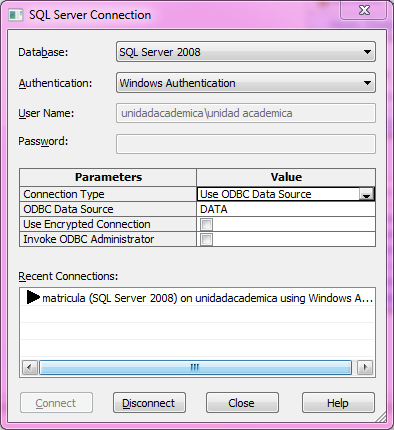 SQL Server Connection
Database: SQL Server 2008
Authentication: Windows Authentication
User Name: unidadacademica\unidad academica
Password:
Parameters Value
Connection Type Use ODBC Data Source
ODBC Data Source DATA
Use Encrypted Connection
Invoke ODBC Administrator
Recent Connections:
matricula (SQL Server 2008) on unidadacademica using Windows A...
Connect Disconnect Close Help